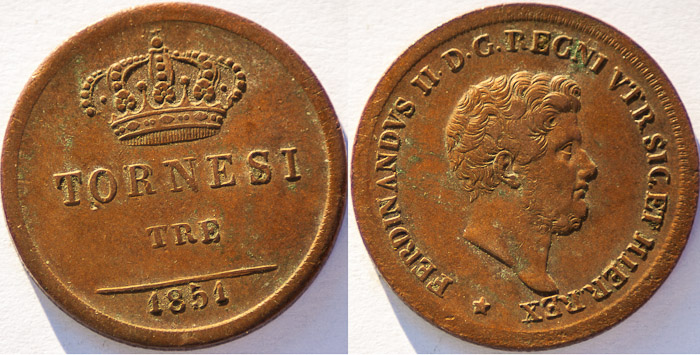 TORNESI
TRE
1851
FERDINANDVS II. D. G. REGNI VTR. SIC. ET HIER. REX